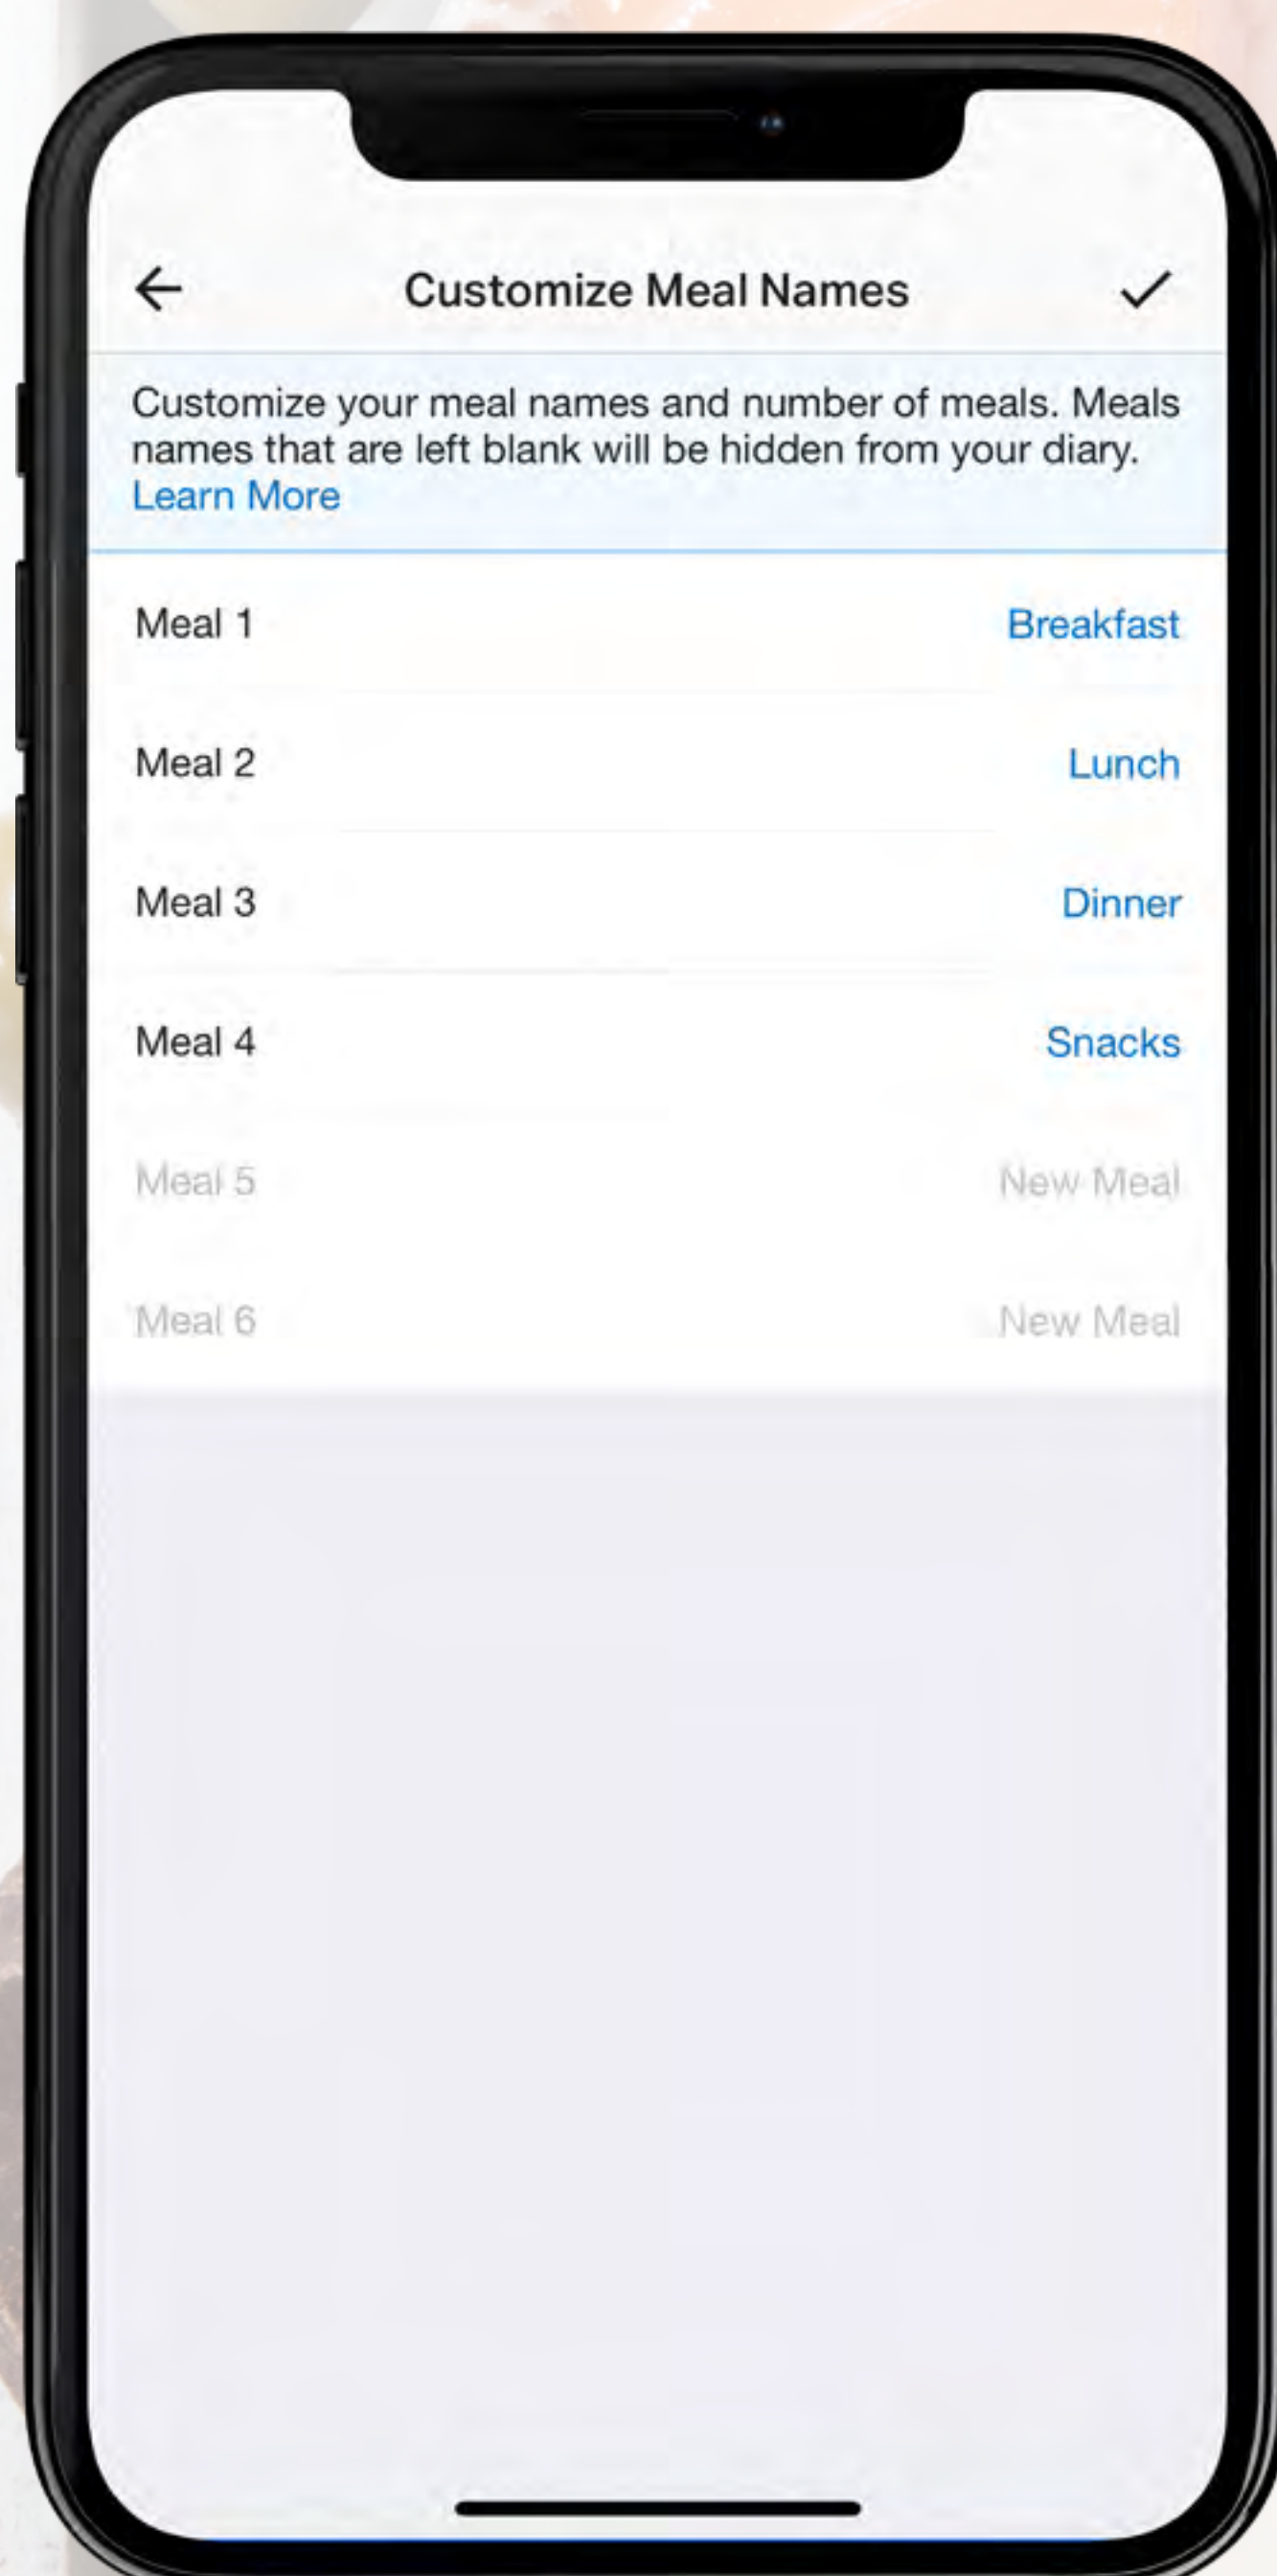 Customize Meal Names
Customize your meal names and number of meals. Meals
names that are left blank will be hidden from your diary.
Learn More
Meal 1 Breakfast
Meal 2 Lunch
Meal 3 Dinner
Meal 4 Snacks
Meal 5 New Meal
Meal 6 New Meal